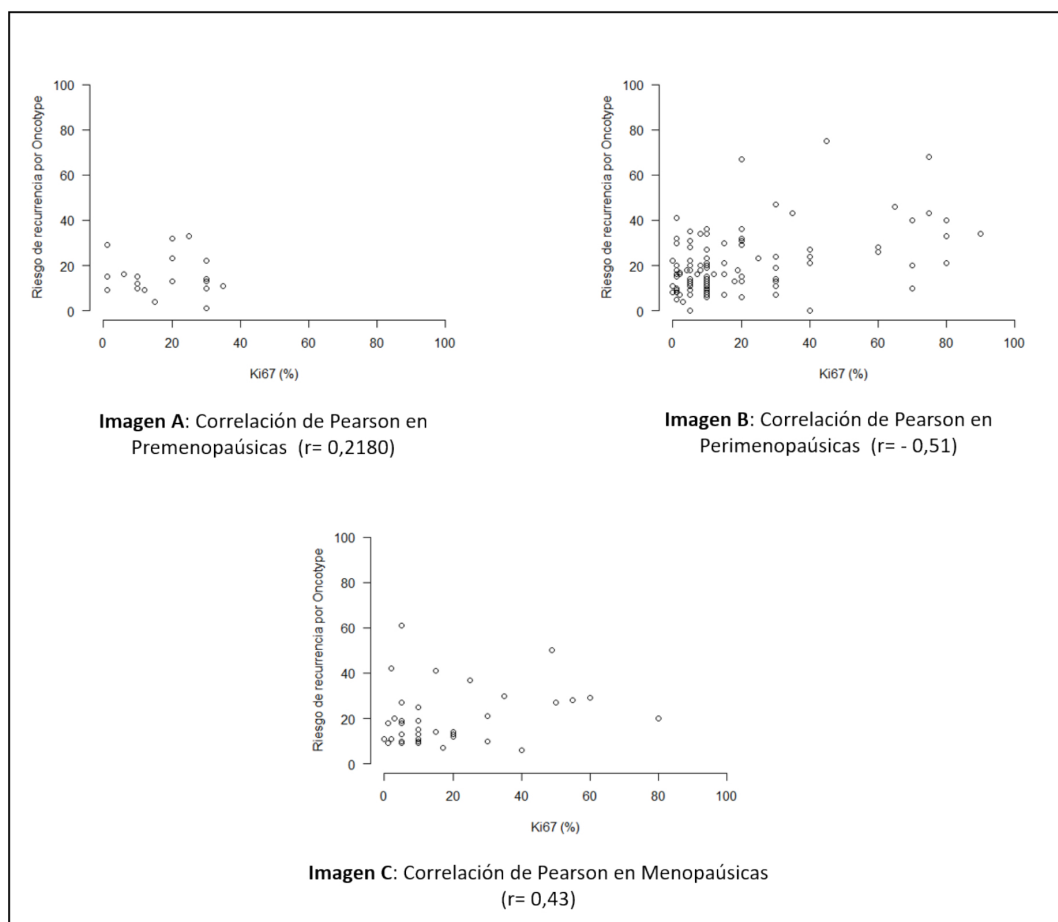 100
80
60
40
20
0
Riesgo de recurrencia por Oncotype
0 20 40 60 80 100
Ki67 (%)
Imagen A: Correlación de Pearson en
Premenopaúsicas (r= 0,2180)
100
80
60
40
20
0
Riesgo de recurrencia por Oncotype
0 20 40 60 80 100
Ki67 (%)
Imagen B: Correlación de Pearson en
Perimenopaúsicas (r= - 0,51)
100
80
60
40
20
0
Riesgo de recurrencia por Oncotype
0 20 40 60 80 100
Ki67 (%)
Imagen C: Correlación de Pearson en Menopaúsicas
(r= 0,43)